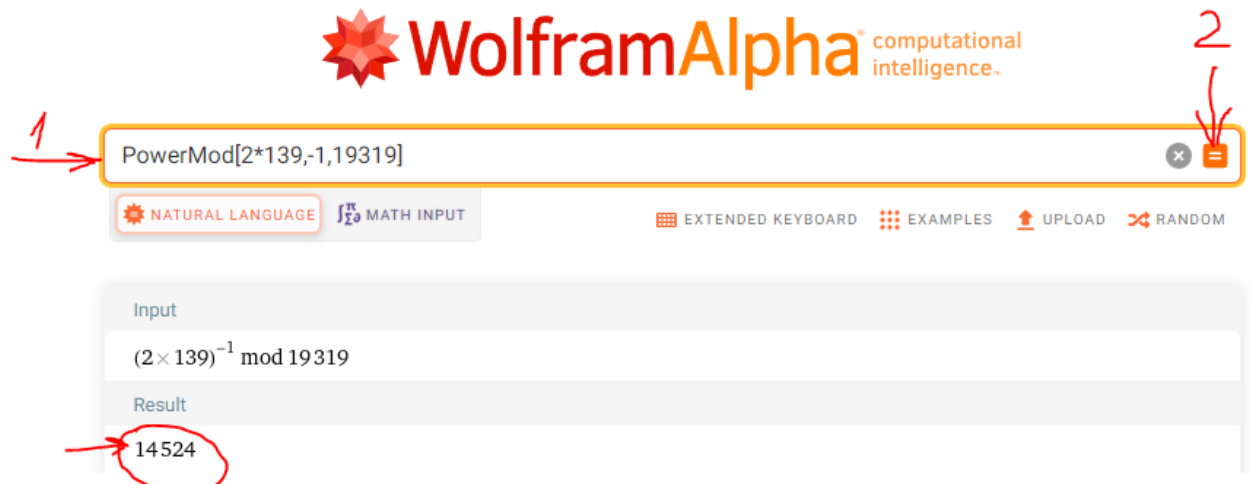 WolframAlpha computational intelligence.
2
1
PowerMod[2*139,-1,19319]
NATURAL LANGUAGE
MATH INPUT
EXTENDED KEYBOARD
EXAMPLES
UPLOAD
RANDOM
Input
(2×139)⁻¹ mod 19319
Result
14524